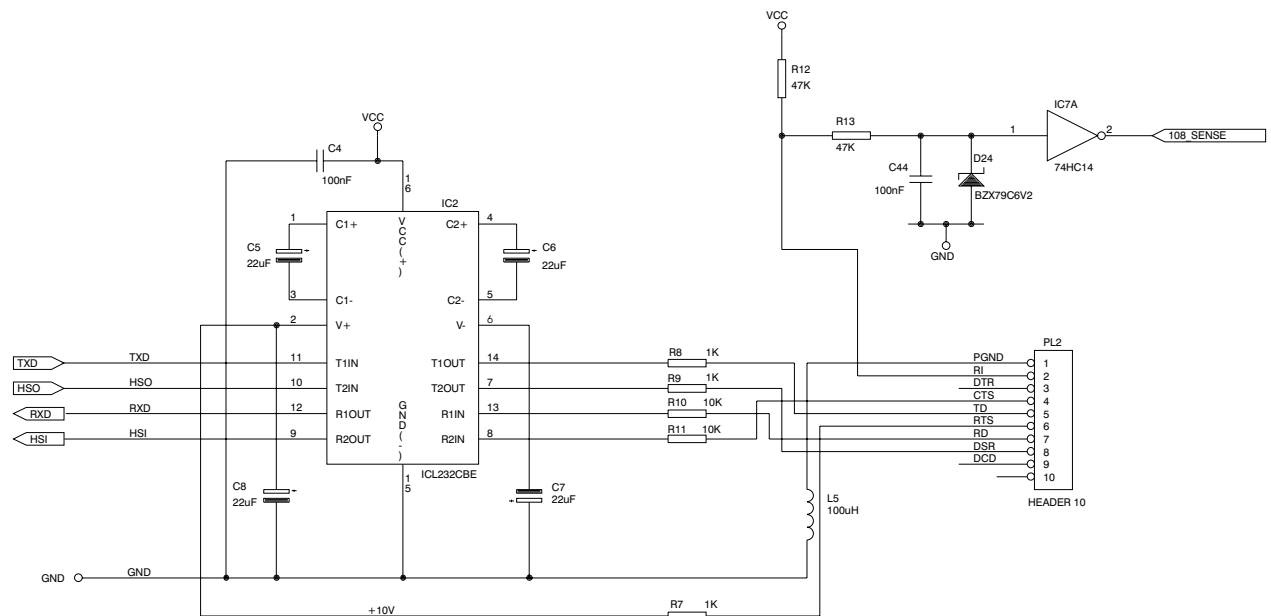 VCC
R12
47K
IC7A
R13
1
2
108_SENSE
47K
74HC14
D24
C44
100nF
BZX79C6V2
GND
VCC
C4
100nF
1
6
IC2
1
C1+
VCC(+)
C2+
4
C5
22uF
C6
22uF
3
C1-
C2-
5
2
V+
V-
6
TXD
TXD
11
T1IN
T1OUT
14
R8
1K
HSO
HSO
10
T2IN
T2OUT
7
R9
1K
RXD
RXD
12
R1OUT
GND(-)
R1IN
13
R10
10K
HSI
HSI
9
R2OUT
R2IN
8
R11
10K
1
5
ICL232CBE
C8
22uF
C7
22uF
PL2
PGND
1
RI
2
DTR
3
CTS
4
TD
5
RTS
6
RD
7
DSR
8
DCD
9
10
HEADER 10
L5
100uH
GND
GND
+10V
R7
1K